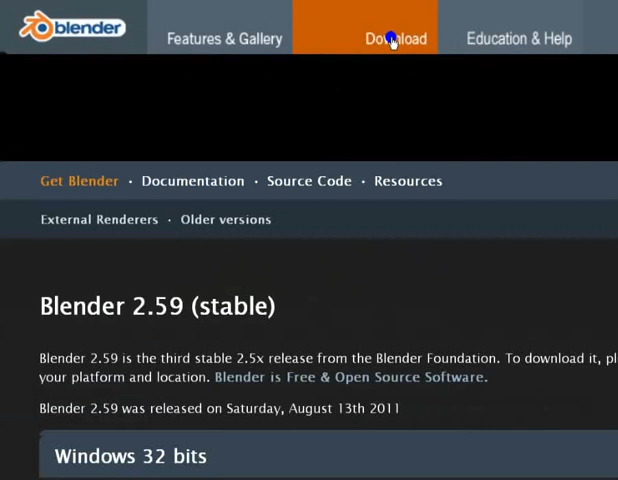 blender
Features & Gallery
Download
Education & Help
Get Blender · Documentation · Source Code · Resources
External Renderers · Older versions
Blender 2.59 (stable)
Blender 2.59 is the third stable 2.5x release from the Blender Foundation. To download it,
your platform and location. Blender is Free & Open Source Software.
Blender 2.59 was released on Saturday, August 13th 2011
Windows 32 bits